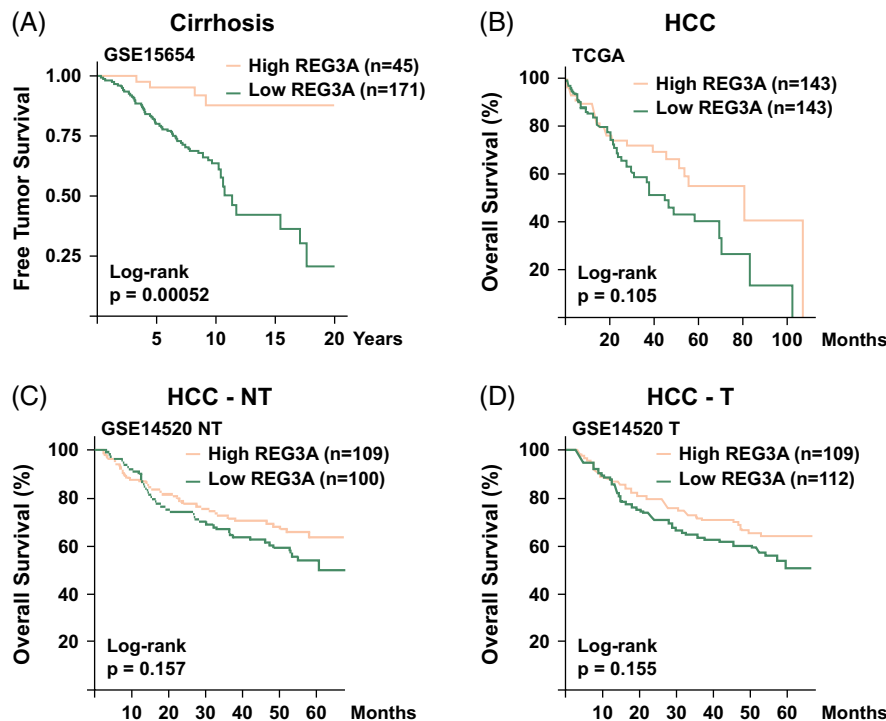 (A) Cirrhosis
GSE15654
High REG3A (n=45)
Low REG3A (n=171)
Free Tumor Survival
1.00
0.75
0.50
0.25
Log-rank
p = 0.00052
5 10 15 20 Years
(B) HCC
TCGA
High REG3A (n=143)
Low REG3A (n=143)
Overall Survival (%)
100
80
60
40
20
Log-rank
p = 0.105
20 40 60 80 100 Months
(C) HCC - NT
GSE14520 NT
High REG3A (n=109)
Low REG3A (n=100)
Overall Survival (%)
100
80
60
40
20
Log-rank
p = 0.157
10 20 30 40 50 60 Months
(D) HCC - T
GSE14520 T
High REG3A (n=109)
Low REG3A (n=112)
Overall Survival (%)
100
80
60
40
20
Log-rank
p = 0.155
10 20 30 40 50 60 Months